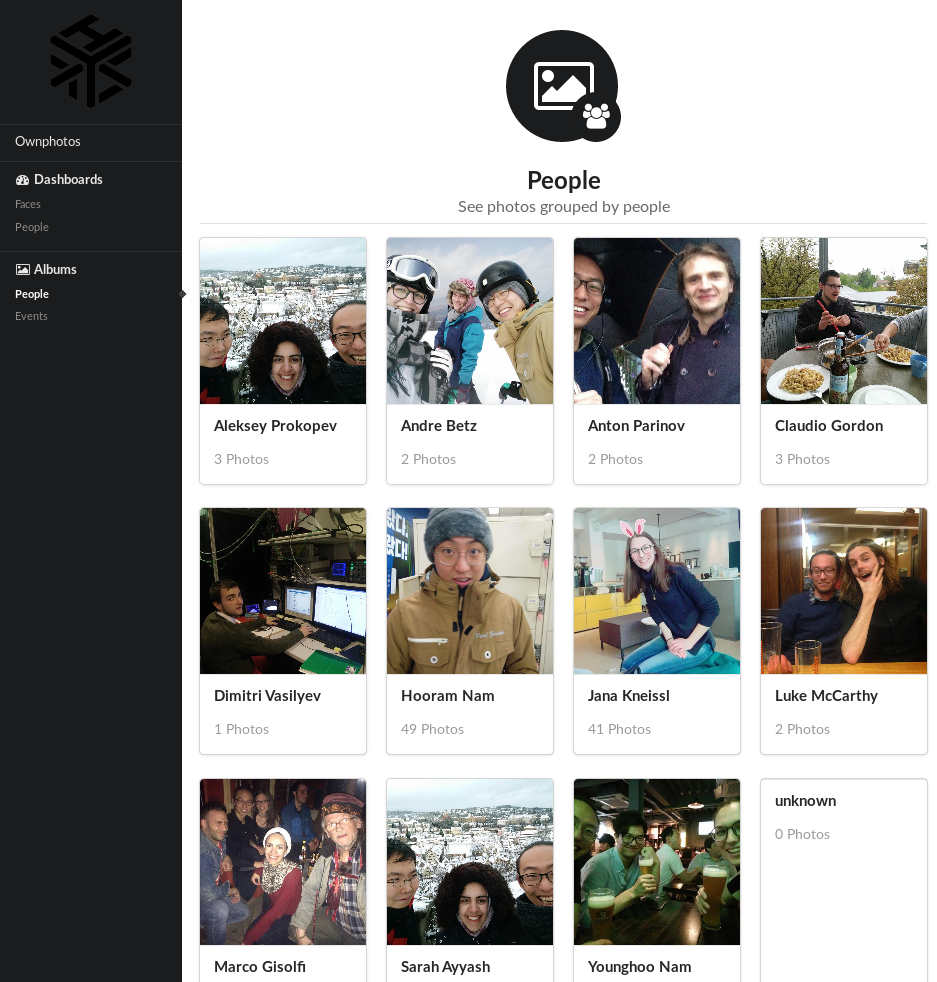 Ownphotos
Dashboards
Faces
People
Albums
People
Events
People
See photos grouped by people
Aleksey Prokopev
3 Photos
Andre Betz
2 Photos
Anton Parinov
2 Photos
Claudio Gordon
3 Photos
Dimitri Vasilyev
1 Photos
Hooram Nam
49 Photos
Jana Kneissl
41 Photos
Luke McCarthy
2 Photos
Marco Gisolfi
Sarah Ayyash
Younghoo Nam
unknown
0 Photos